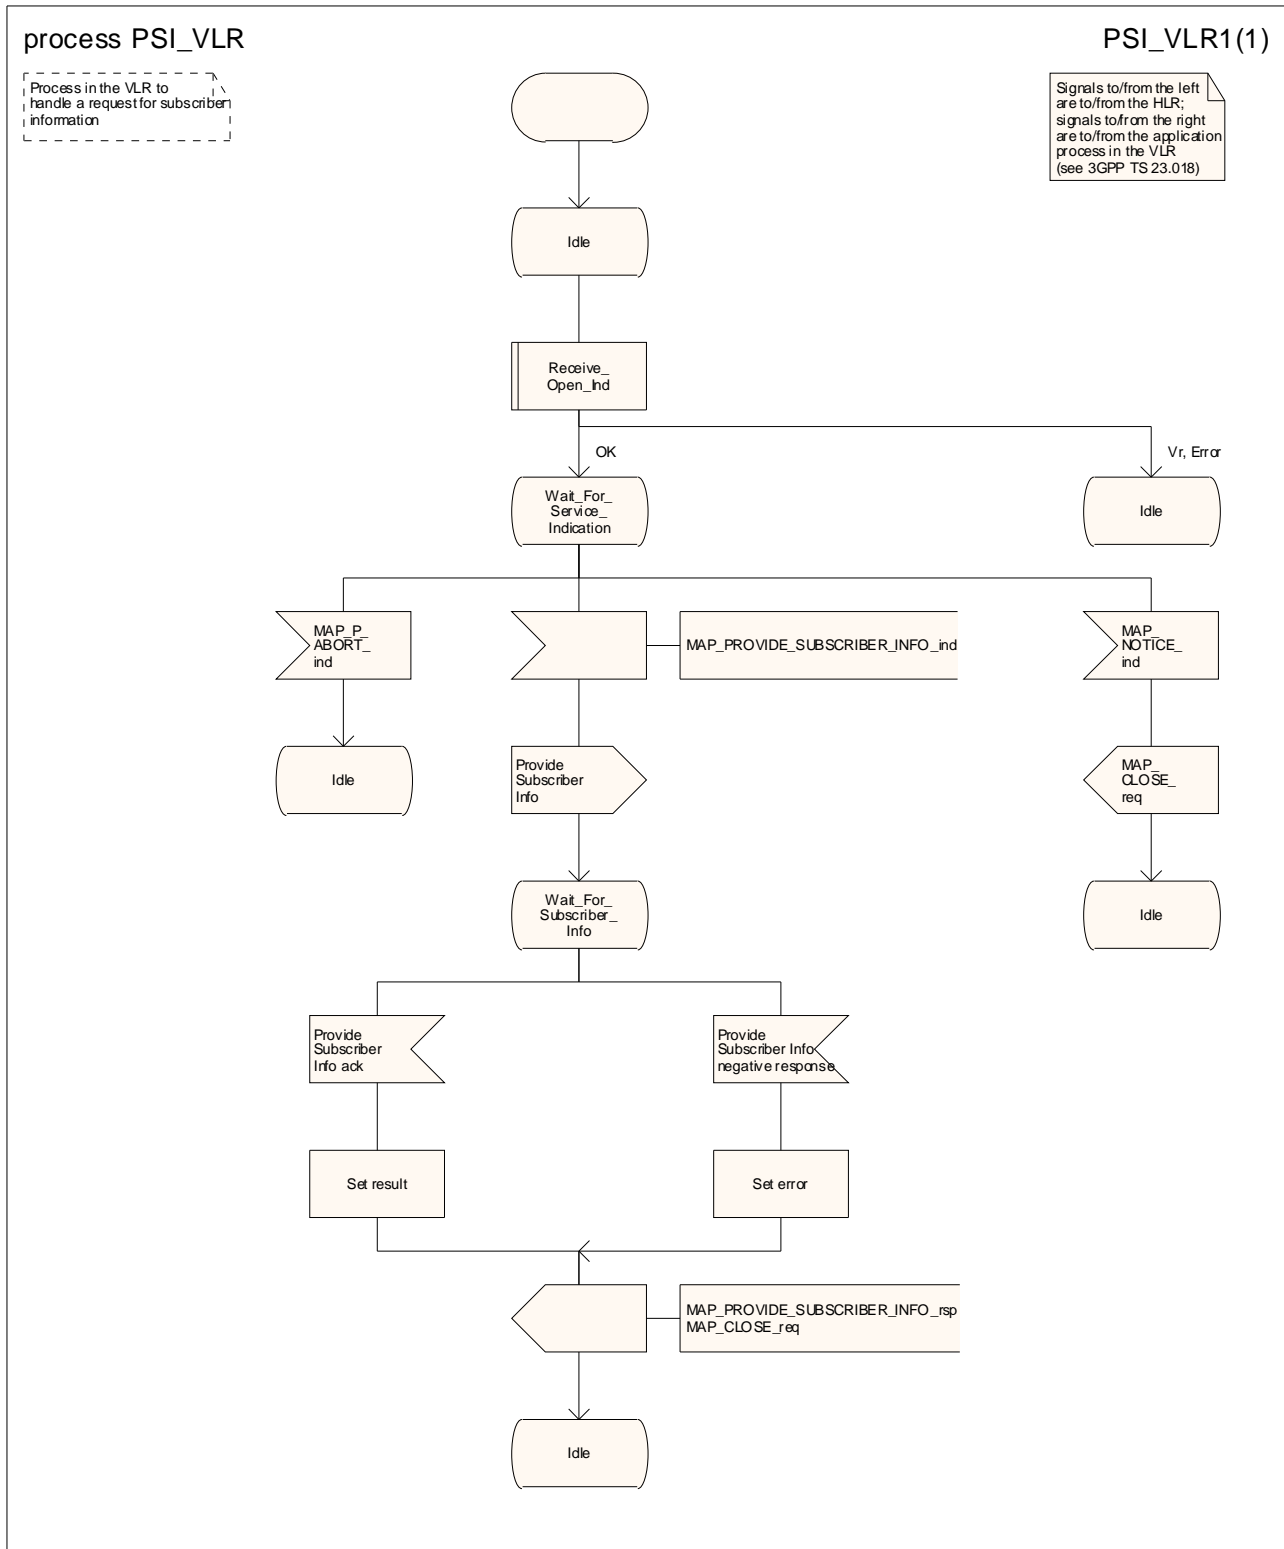 process PSI_VLR
PSI_VLR1(1)
Process in the VLR to
handle a request for subscriber
information
Signals to/from the left
are to/from the HLR;
signals to/from the right
are to/from the application
process in the VLR
(see 3GPP TS 23.018)
Idle
Receive_
Open_Ind
OK
Vr, Error
Wait_For_
Service_
Indication
Idle
MAP_P_
ABORT_
ind
MAP_PROVIDE_SUBSCRIBER_INFO_ind
MAP_
NOTICE_
ind
Idle
Provide
Subscriber
Info
MAP_
CLOSE_
req
Wait_For_
Subscriber_
Info
Idle
Provide
Subscriber
Info ack
Provide
Subscriber Info
negative response
Set result
Set error
MAP_PROVIDE_SUBSCRIBER_INFO_rsp
MAP_CLOSE_req
Idle